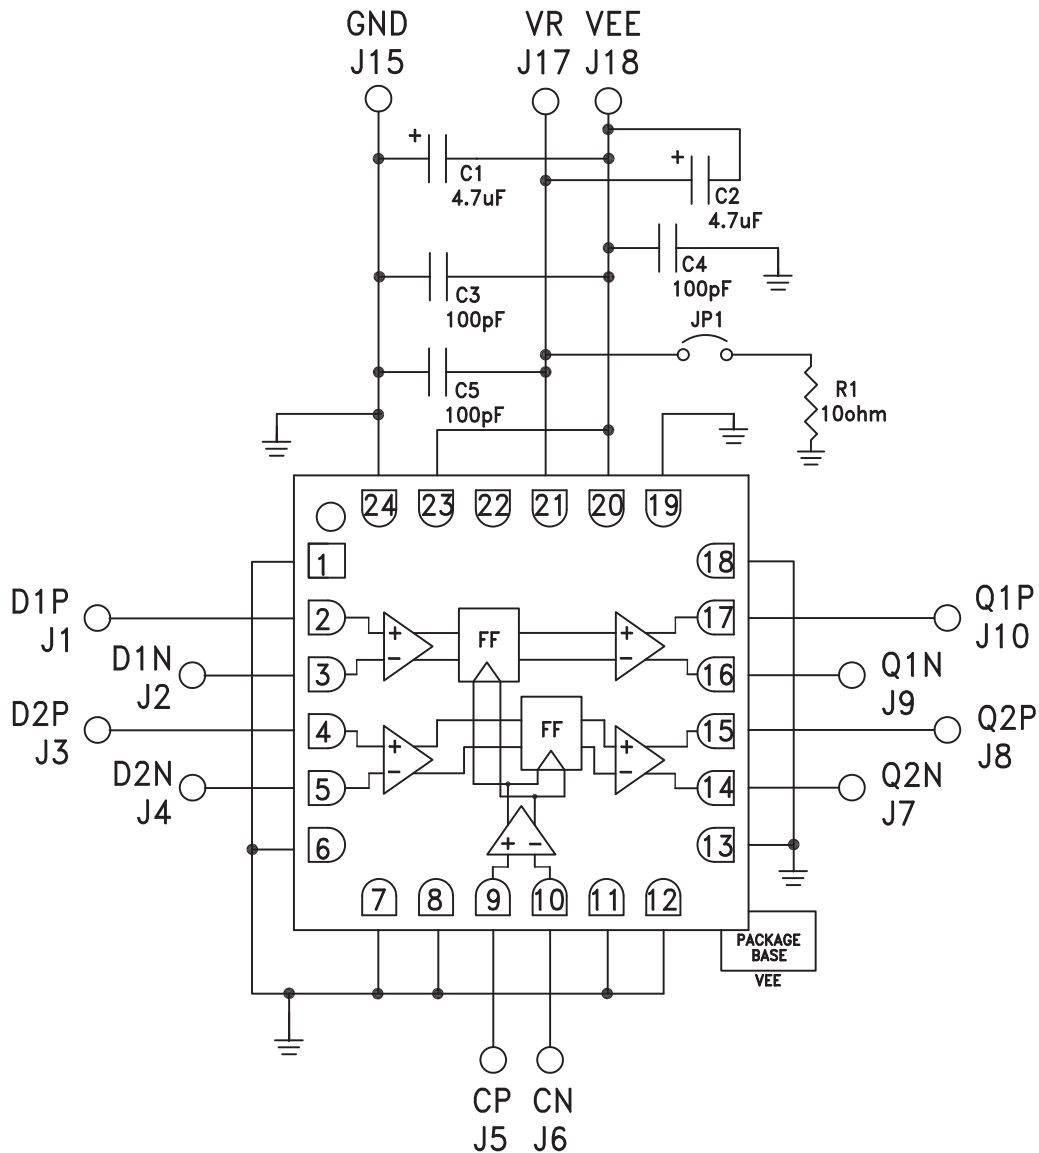 GND
J15
VR
J17
VEE
J18
+
C1
4.7uF
+
C2
4.7uF
C4
100pF
C3
100pF
JP1
C5
100pF
R1
10ohm
24
23
22
21
20
19
1
18
D1P
J1
2
+
−
FF
+
−
17
Q1P
J10
D1N
J2
3
16
Q1N
J9
D2P
J3
4
+
−
FF
+
−
15
Q2P
J8
D2N
J4
5
14
Q2N
J7
6
+ −
13
7
8
9
10
11
12
PACKAGE
BASE
VEE
CP
J5
CN
J6